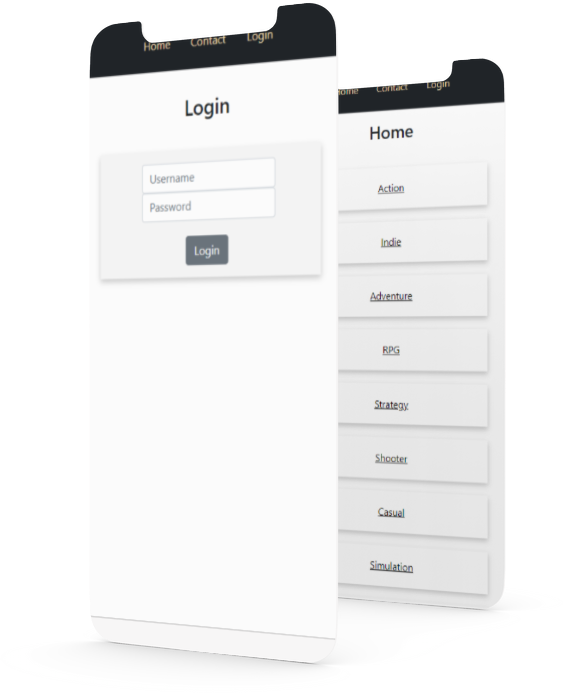 Home Contact Login
Login
Username
Password
Login
Home Contact Login
Home
Action
Indie
Adventure
RPG
Strategy
Shooter
Casual
Simulation